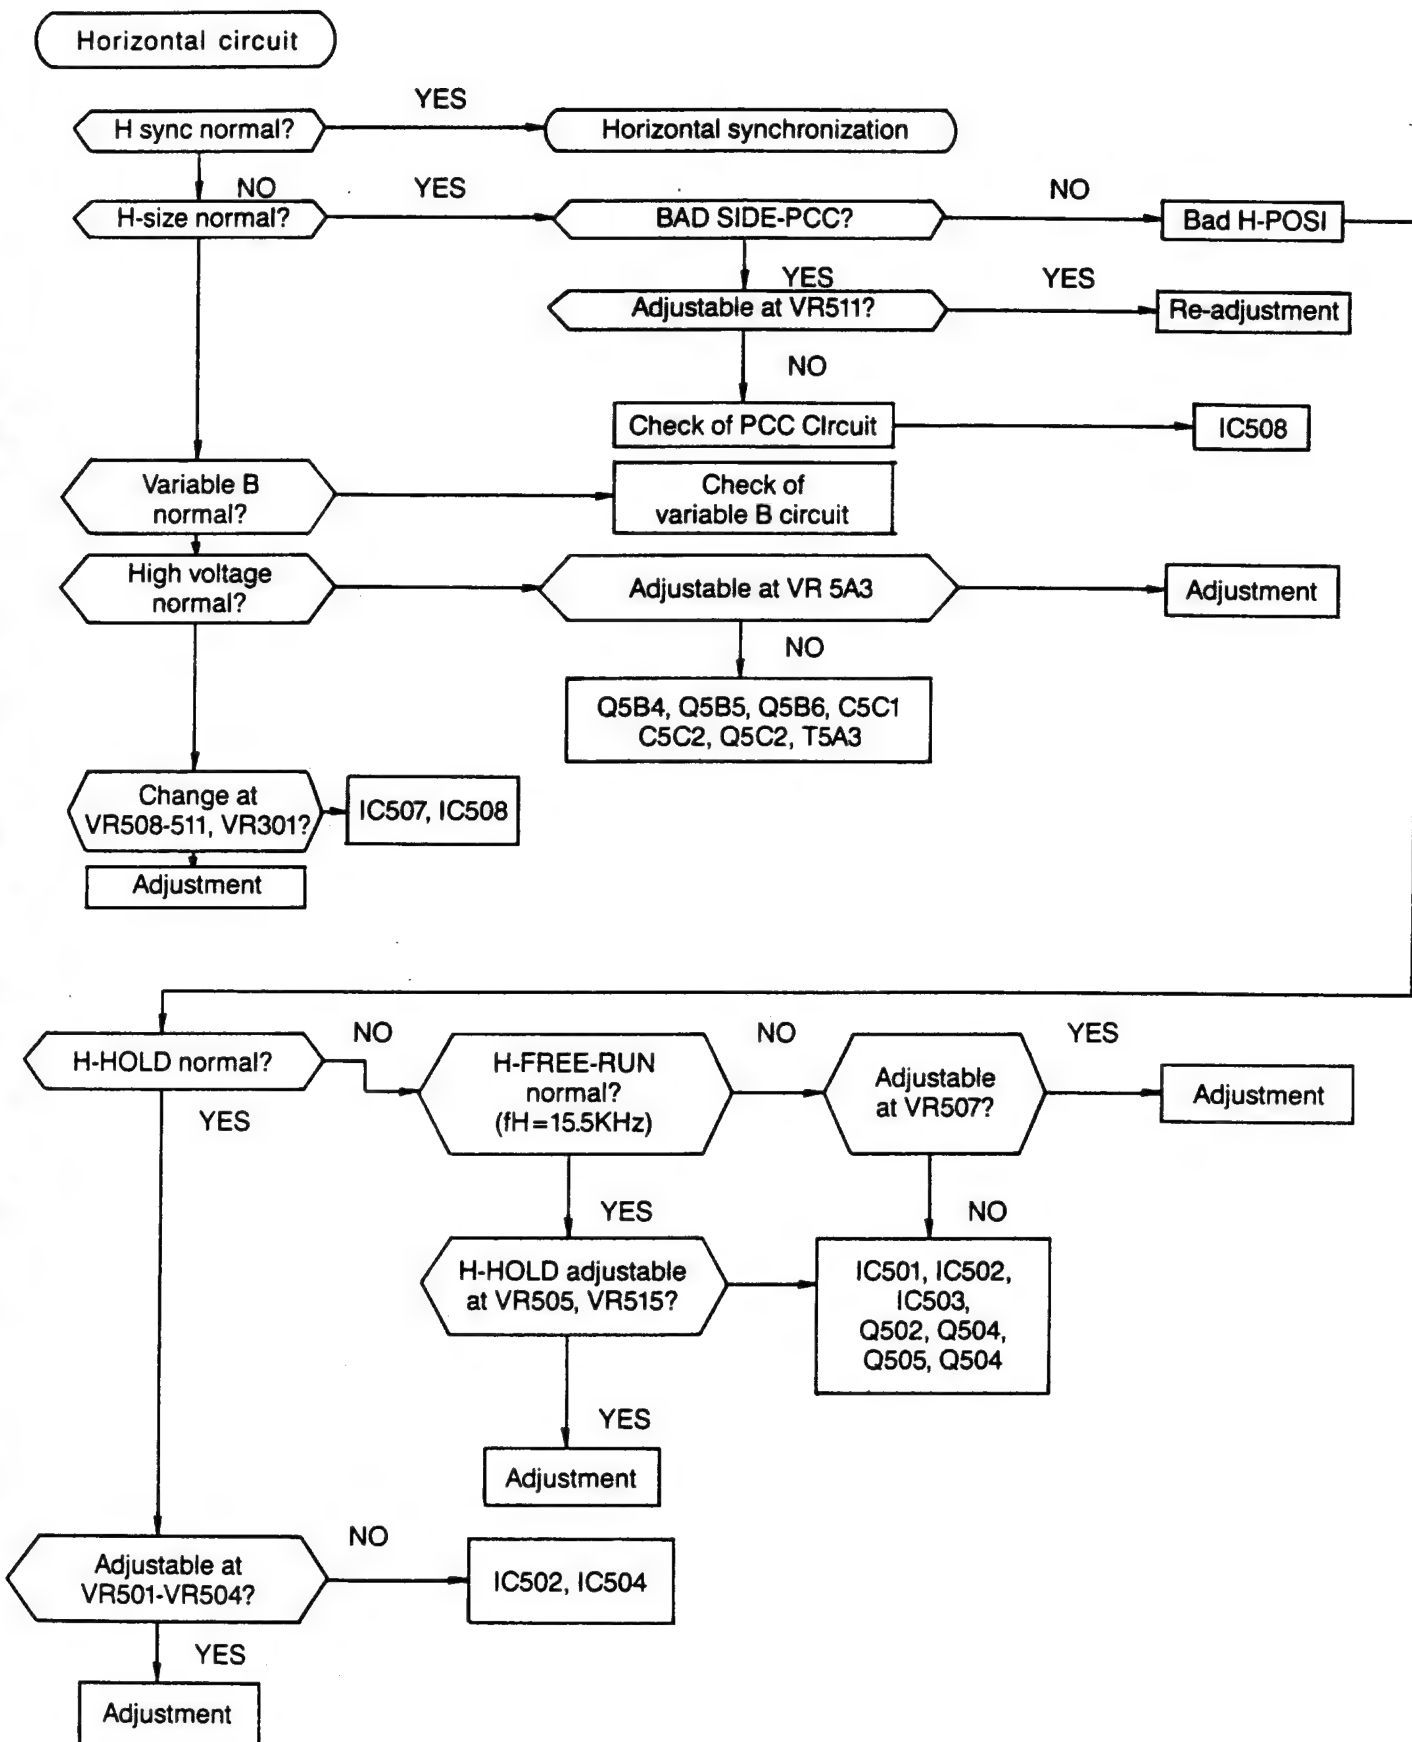 Horizontal circuit
YES
H sync normal?
Horizontal synchronization
NO
YES
NO
H-size normal?
BAD SIDE-PCC?
Bad H-POSI
YES
YES
Adjustable at VR511?
Re-adjustment
NO
Check of PCC CIrcuit
IC508
Variable B
normal?
Check of
variable B circuit
High voltage
normal?
Adjustable at VR 5A3
Adjustment
NO
Q5B4, Q5B5, Q5B6, C5C1
C5C2, Q5C2, T5A3
Change at
VR508-511, VR301?
IC507, IC508
Adjustment
NO
NO
YES
H-HOLD normal?
H-FREE-RUN
normal?
(fH=15.5KHz)
Adjustable
at VR507?
Adjustment
YES
YES
NO
H-HOLD adjustable
at VR505, VR515?
IC501, IC502,
IC503,
Q502, Q504,
Q505, Q504
YES
Adjustment
NO
Adjustable at
VR501-VR504?
IC502, IC504
YES
Adjustment